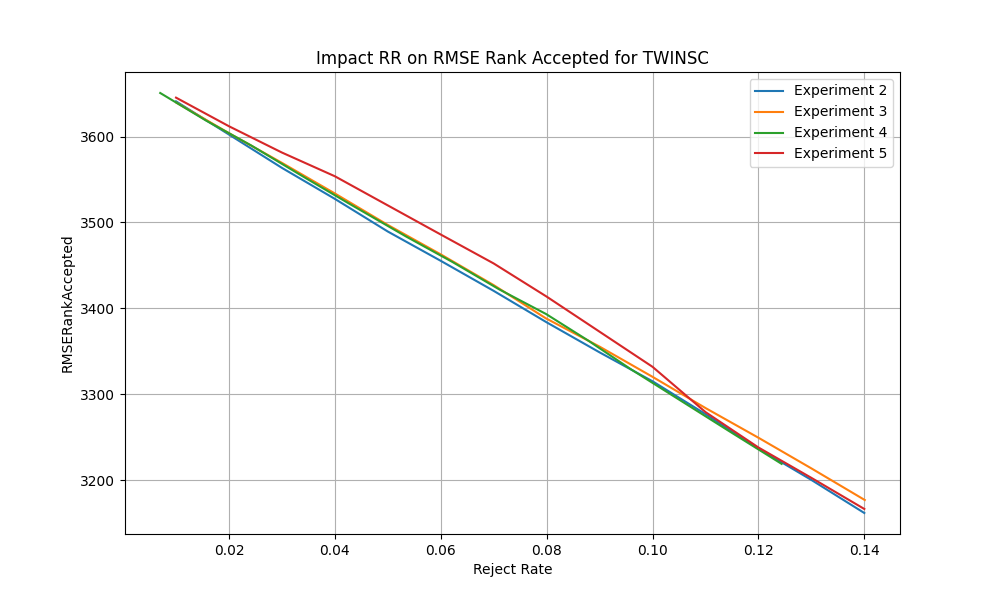 Impact RR on RMSE Rank Accepted for TWINSC
Experiment 2
Experiment 3
Experiment 4
Experiment 5
RMSERankAccepted
3600
3500
3400
3300
3200
0.02 0.04 0.06 0.08 0.10 0.12 0.14
Reject Rate